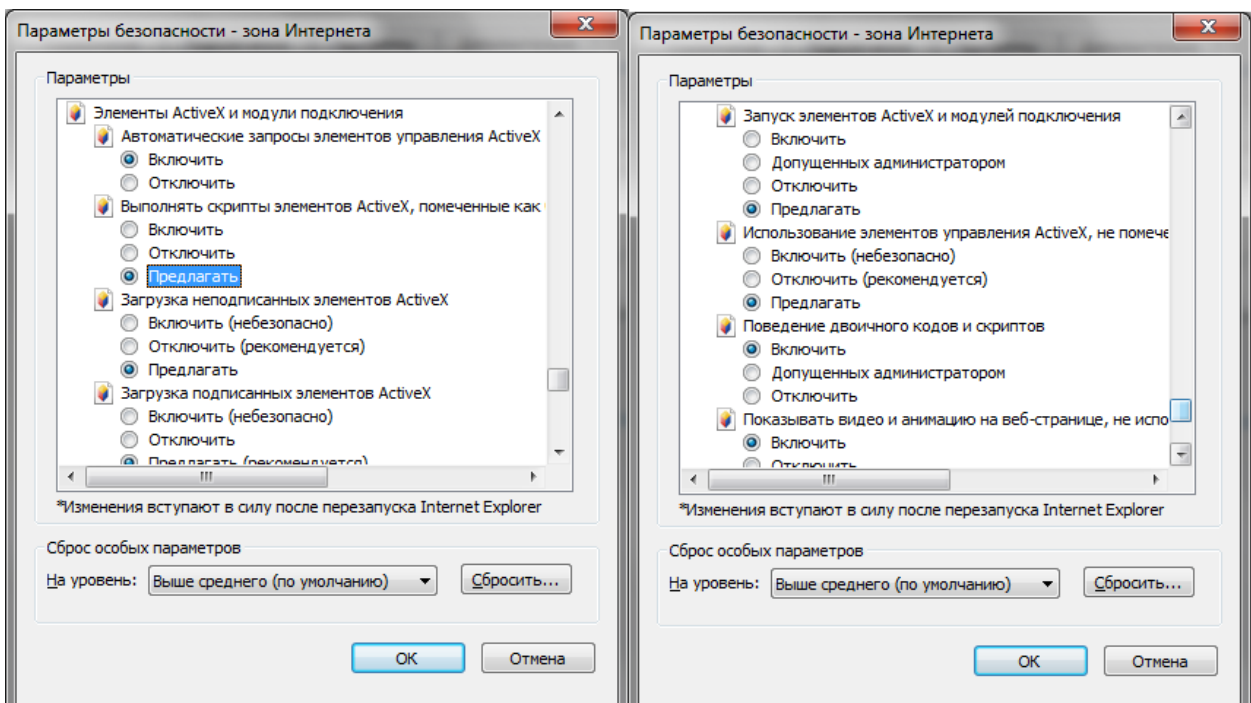 Параметры безопасности - зона Интернета
Параметры
Элементы ActiveX и модули подключения
Автоматические запросы элементов управления ActiveX
Включить
Отключить
Выполнять скрипты элементов ActiveX, помеченные как
Включить
Отключить
Предлагать
Загрузка неподписанных элементов ActiveX
Включить (небезопасно)
Отключить (рекомендуется)
Предлагать
Загрузка подписанных элементов ActiveX
Включить (небезопасно)
Отключить
Предлагать (рекомендуется)
*Изменения вступают в силу после перезапуска Internet Explorer
Сброс особых параметров
На уровень: Выше среднего (по умолчанию) Сбросить...
ОК Отмена
Параметры безопасности - зона Интернета
Параметры
Запуск элементов ActiveX и модулей подключения
Включить
Допущенных администратором
Отключить
Предлагать
Использование элементов управления ActiveX, не помече
Включить (небезопасно)
Отключить (рекомендуется)
Предлагать
Поведение двоичного кодов и скриптов
Включить
Допущенных администратором
Отключить
Показывать видео и анимацию на веб-странице, не испо
Включить
Отключить
*Изменения вступают в силу после перезапуска Internet Explorer
Сброс особых параметров
На уровень: Выше среднего (по умолчанию) Сбросить...
ОК Отмена